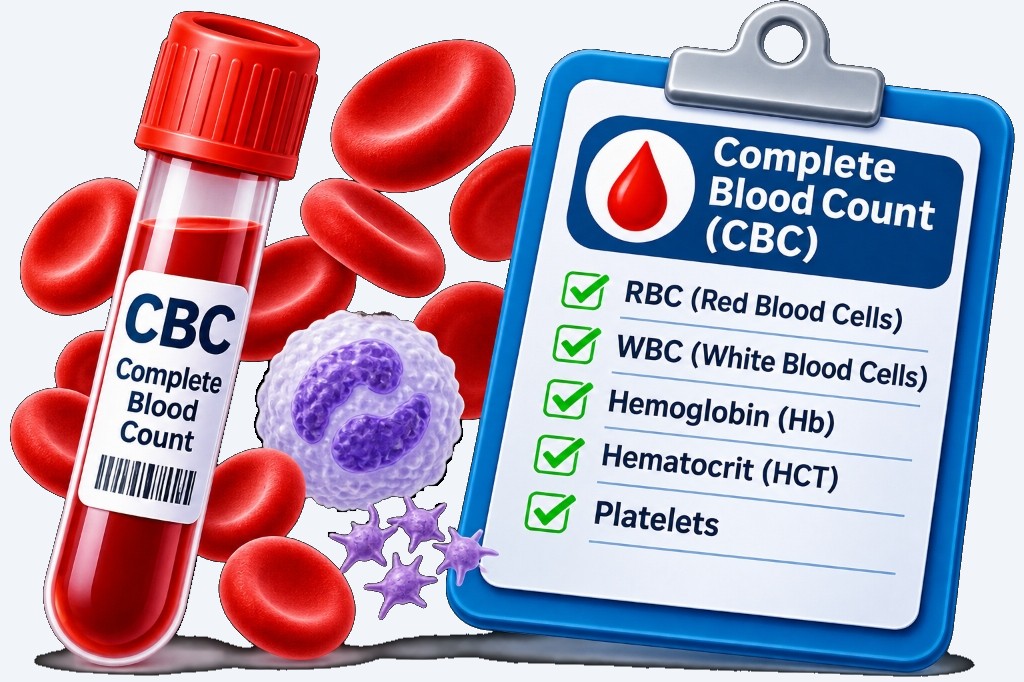 CBC
Complete
Blood
Count
Complete
Blood Count
(CBC)
RBC (Red Blood Cells)
WBC (White Blood Cells)
Hemoglobin (Hb)
Hematocrit (HCT)
Platelets